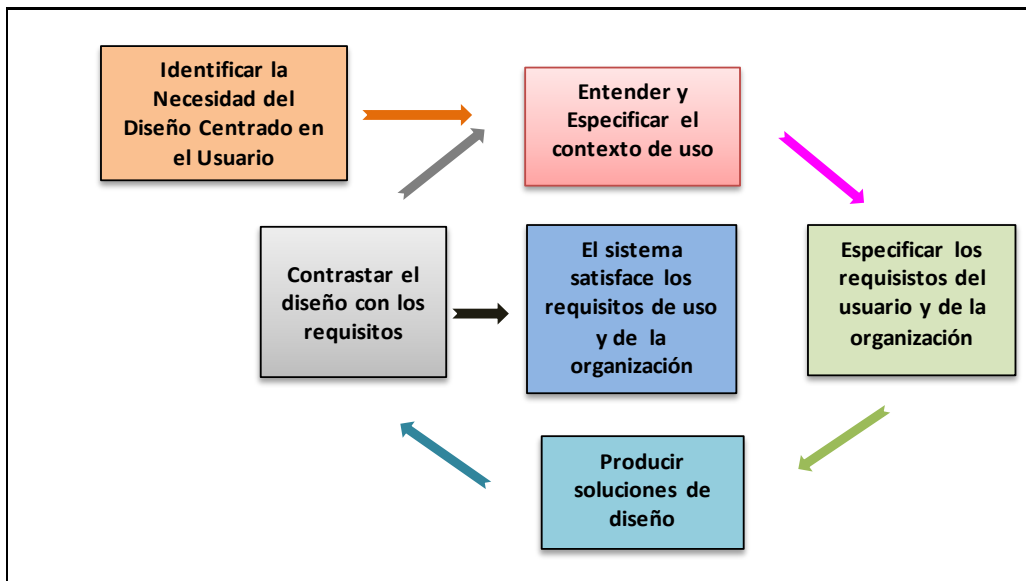 Identificar la
Necesidad del
Diseño Centrado en
el Usuario
Entender y
Especificar el
contexto de uso
Contrastar el
diseño con los
requisitos
El sistema
satisface los
requisitos de uso
y de la
organización
Especificar los
requisistos del
usuario y de la
organización
Producir
soluciones de
diseño